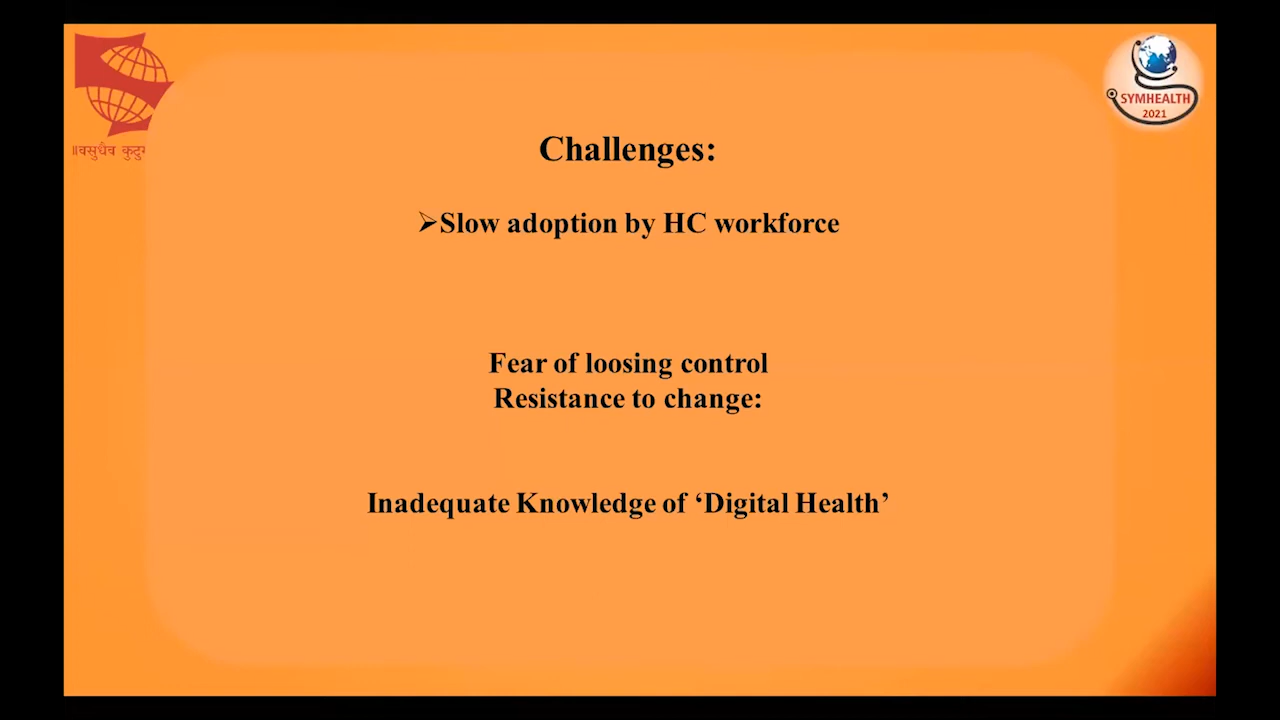 ॥वसुधैव
SYMHEALTH
2021
Challenges:
➢Slow adoption by HC workforce
Fear of loosing control
Resistance to change:
Inadequate Knowledge of ‘Digital Health’